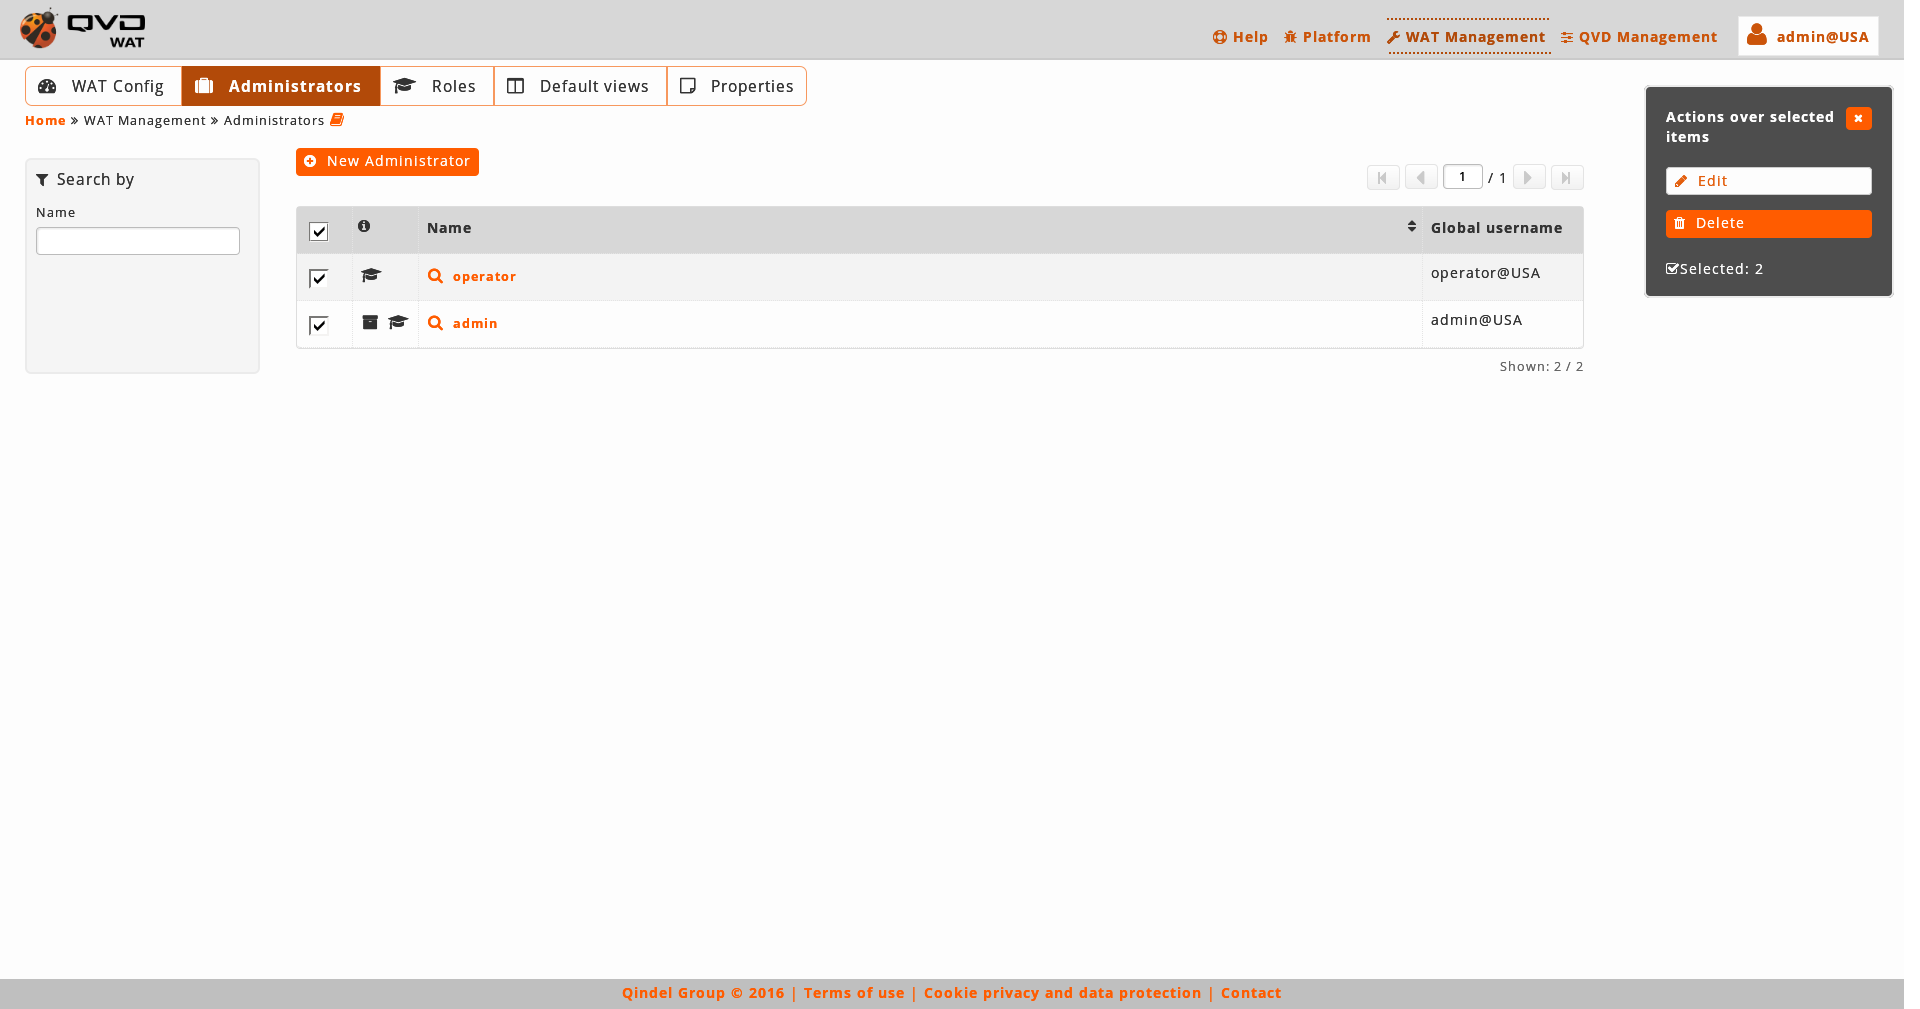 QVD
WAT
Help Platform WAT Management QVD Management admin@USA
WAT Config Administrators Roles Default views Properties
Home » WAT Management » Administrators
Search by
Name
New Administrator
1 / 1
Name Global username
operator operator@USA
admin admin@USA
Shown: 2 / 2
Actions over selected
items
Edit
Delete
Selected: 2
Qindel Group © 2016 | Terms of use | Cookie privacy and data protection | Contact